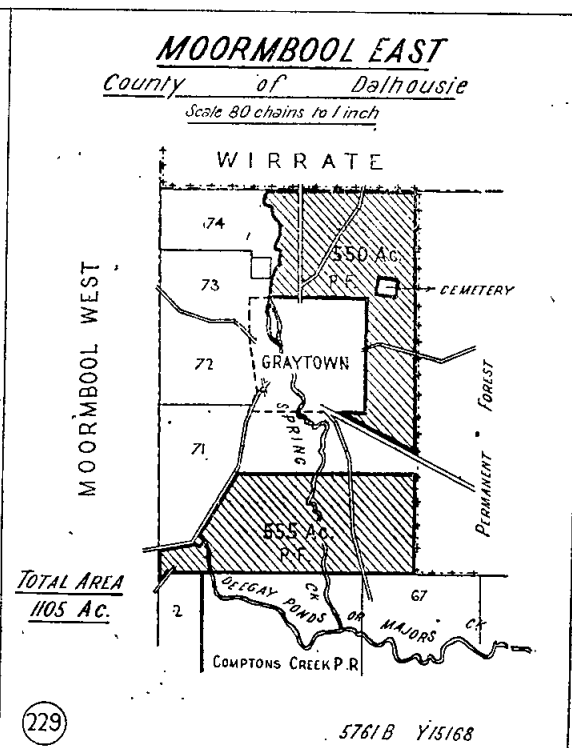 MOORMBOOL EAST
County of Dalhousie
Scale 80 chains to 1 inch
WIRRATE
74
550 Ac.
P.F.
73
CEMETERY
MOORMBOOL WEST
72
GRAYTOWN
SPRING
PERMANENT FOREST
71
555 Ac.
P.F.
TOTAL AREA
1105 Ac.
2
DEEGAY PONDS OR MAJORS CK
CK
67
COMPTONS CREEK P.R
229
5761B Y15168